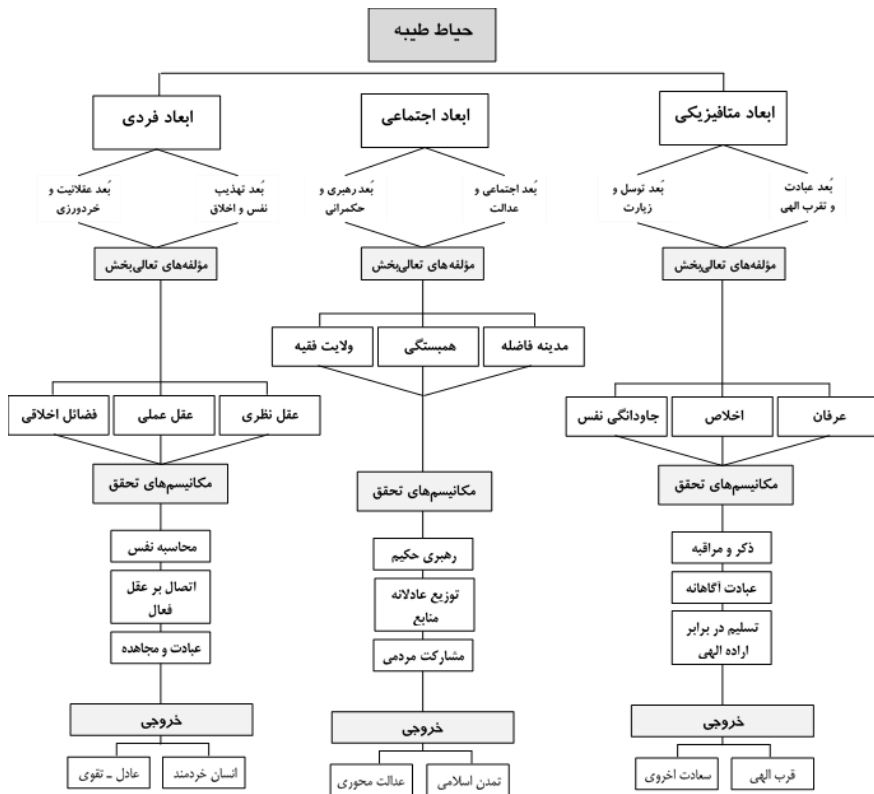 حیاط طیبه
ابعاد متافیزیکی
ابعاد اجتماعی
ابعاد فردی
بُعد عبادت
و تقرب الهی
بُعد توسل و
زیارت
بُعد اجتماعی و
عدالت
بُعد رهبری و
حکمرانی
بُعد تهذیب
نفس و اخلاق
بُعد عقلانیت و
خردورزی
مؤلفه‌های تعالی‌بخش
مؤلفه‌های تعالی‌بخش
مؤلفه‌های تعالی‌بخش
مدینه فاضله
همبستگی
ولایت فقیه
عرفان
اخلاص
جاودانگی نفس
عقل نظری
عقل عملی
فضائل اخلاقی
مکانیسم‌های تحقق
مکانیسم‌های تحقق
مکانیسم‌های تحقق
ذکر و مراقبه
عبادت آگاهانه
تسلیم در برابر
اراده الهی
رهبری حکیم
توزیع عادلانه
منابع
مشارکت مردمی
محاسبه نفس
اتصال بر عقل
فعال
عبادت و مجاهده
خروجی
قرب الهی
سعادت اخروی
خروجی
تمدن اسلامی
عدالت محوری
خروجی
انسان خردمند
عادل ـ تقوی